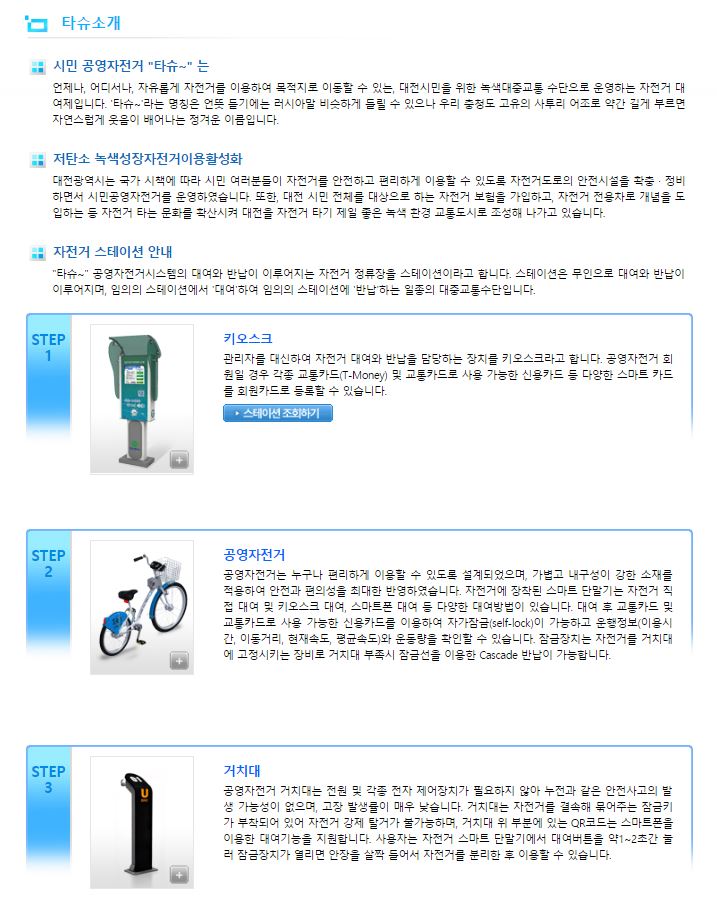 타슈소개
시민 공영자전거 "타슈~" 는
언제나, 어디서나, 자유롭게 자전거를 이용하여 목적지로 이동할 수 있는, 대전시민을 위한 녹색대중교통 수단으로 운영하는 자전거 대
여제입니다. '타슈~'라는 명칭은 언뜻 듣기에는 러시아말 비슷하게 들릴 수 있으나 우리 충청도 고유의 사투리 어조로 약간 길게 부르면
자연스럽게 웃음이 배어나는 정겨운 이름입니다.
저탄소 녹색성장자전거이용활성화
대전광역시는 국가 시책에 따라 시민 여러분들이 자전거를 안전하고 편리하게 이용할 수 있도록 자전거도로의 안전시설을 확충 · 정비
하면서 시민공영자전거를 운영하였습니다. 또한, 대전 시민 전체를 대상으로 하는 자전거 보험을 가입하고, 자전거 전용차로 개념을 도
입하는 등 자전거 타는 문화를 확산시켜 대전을 자전거 타기 제일 좋은 녹색 환경 교통도시로 조성해 나가고 있습니다.
자전거 스테이션 안내
"타슈~" 공영자전거시스템의 대여와 반납이 이루어지는 자전거 정류장을 스테이션이라고 합니다. 스테이션은 무인으로 대여와 반납이
이루어지며, 임의의 스테이션에서 '대여'하여 임의의 스테이션에 '반납'하는 일종의 대중교통수단입니다.
STEP
1
키오스크
관리자를 대신하여 자전거 대여와 반납을 담당하는 장치를 키오스크라고 합니다. 공영자전거 회
원일 경우 각종 교통카드(T-Money) 및 교통카드로 사용 가능한 신용카드 등 다양한 스마트 카드
를 회원카드로 등록할 수 있습니다.
스테이션 조회하기
STEP
2
공영자전거
공영자전거는 누구나 편리하게 이용할 수 있도록 설계되었으며, 가볍고 내구성이 강한 소재를
적용하여 안전과 편의성을 최대한 반영하였습니다. 자전거에 장착된 스마트 단말기는 자전거 직
접 대여 및 키오스크 대여, 스마트폰 대여 등 다양한 대여방법이 있습니다. 대여 후 교통카드 및
교통카드로 사용 가능한 신용카드를 이용하여 자가잠금(self-lock)이 가능하고 운행정보(이용시
간, 이동거리, 현재속도, 평균속도)와 운동량을 확인할 수 있습니다. 잠금장치는 자전거를 거치대
에 고정시키는 장비로 거치대 부족시 잠금선을 이용한 Cascade 반납이 가능합니다.
STEP
3
거치대
공영자전거 거치대는 전원 및 각종 전자 제어장치가 필요하지 않아 누전과 같은 안전사고의 발
생 가능성이 없으며, 고장 발생률이 매우 낮습니다. 거치대는 자전거를 결속해 묶어주는 잠금키
가 부착되어 있어 자전거 강제 탈거가 불가능하며, 거치대 위 부분에 있는 QR코드는 스마트폰을
이용한 대여기능을 지원합니다. 사용자는 자전거 스마트 단말기에서 대여버튼을 약1~2초간 눌
러 잠금장치가 열리면 안장을 살짝 들어서 자전거를 분리한 후 이용할 수 있습니다.
U